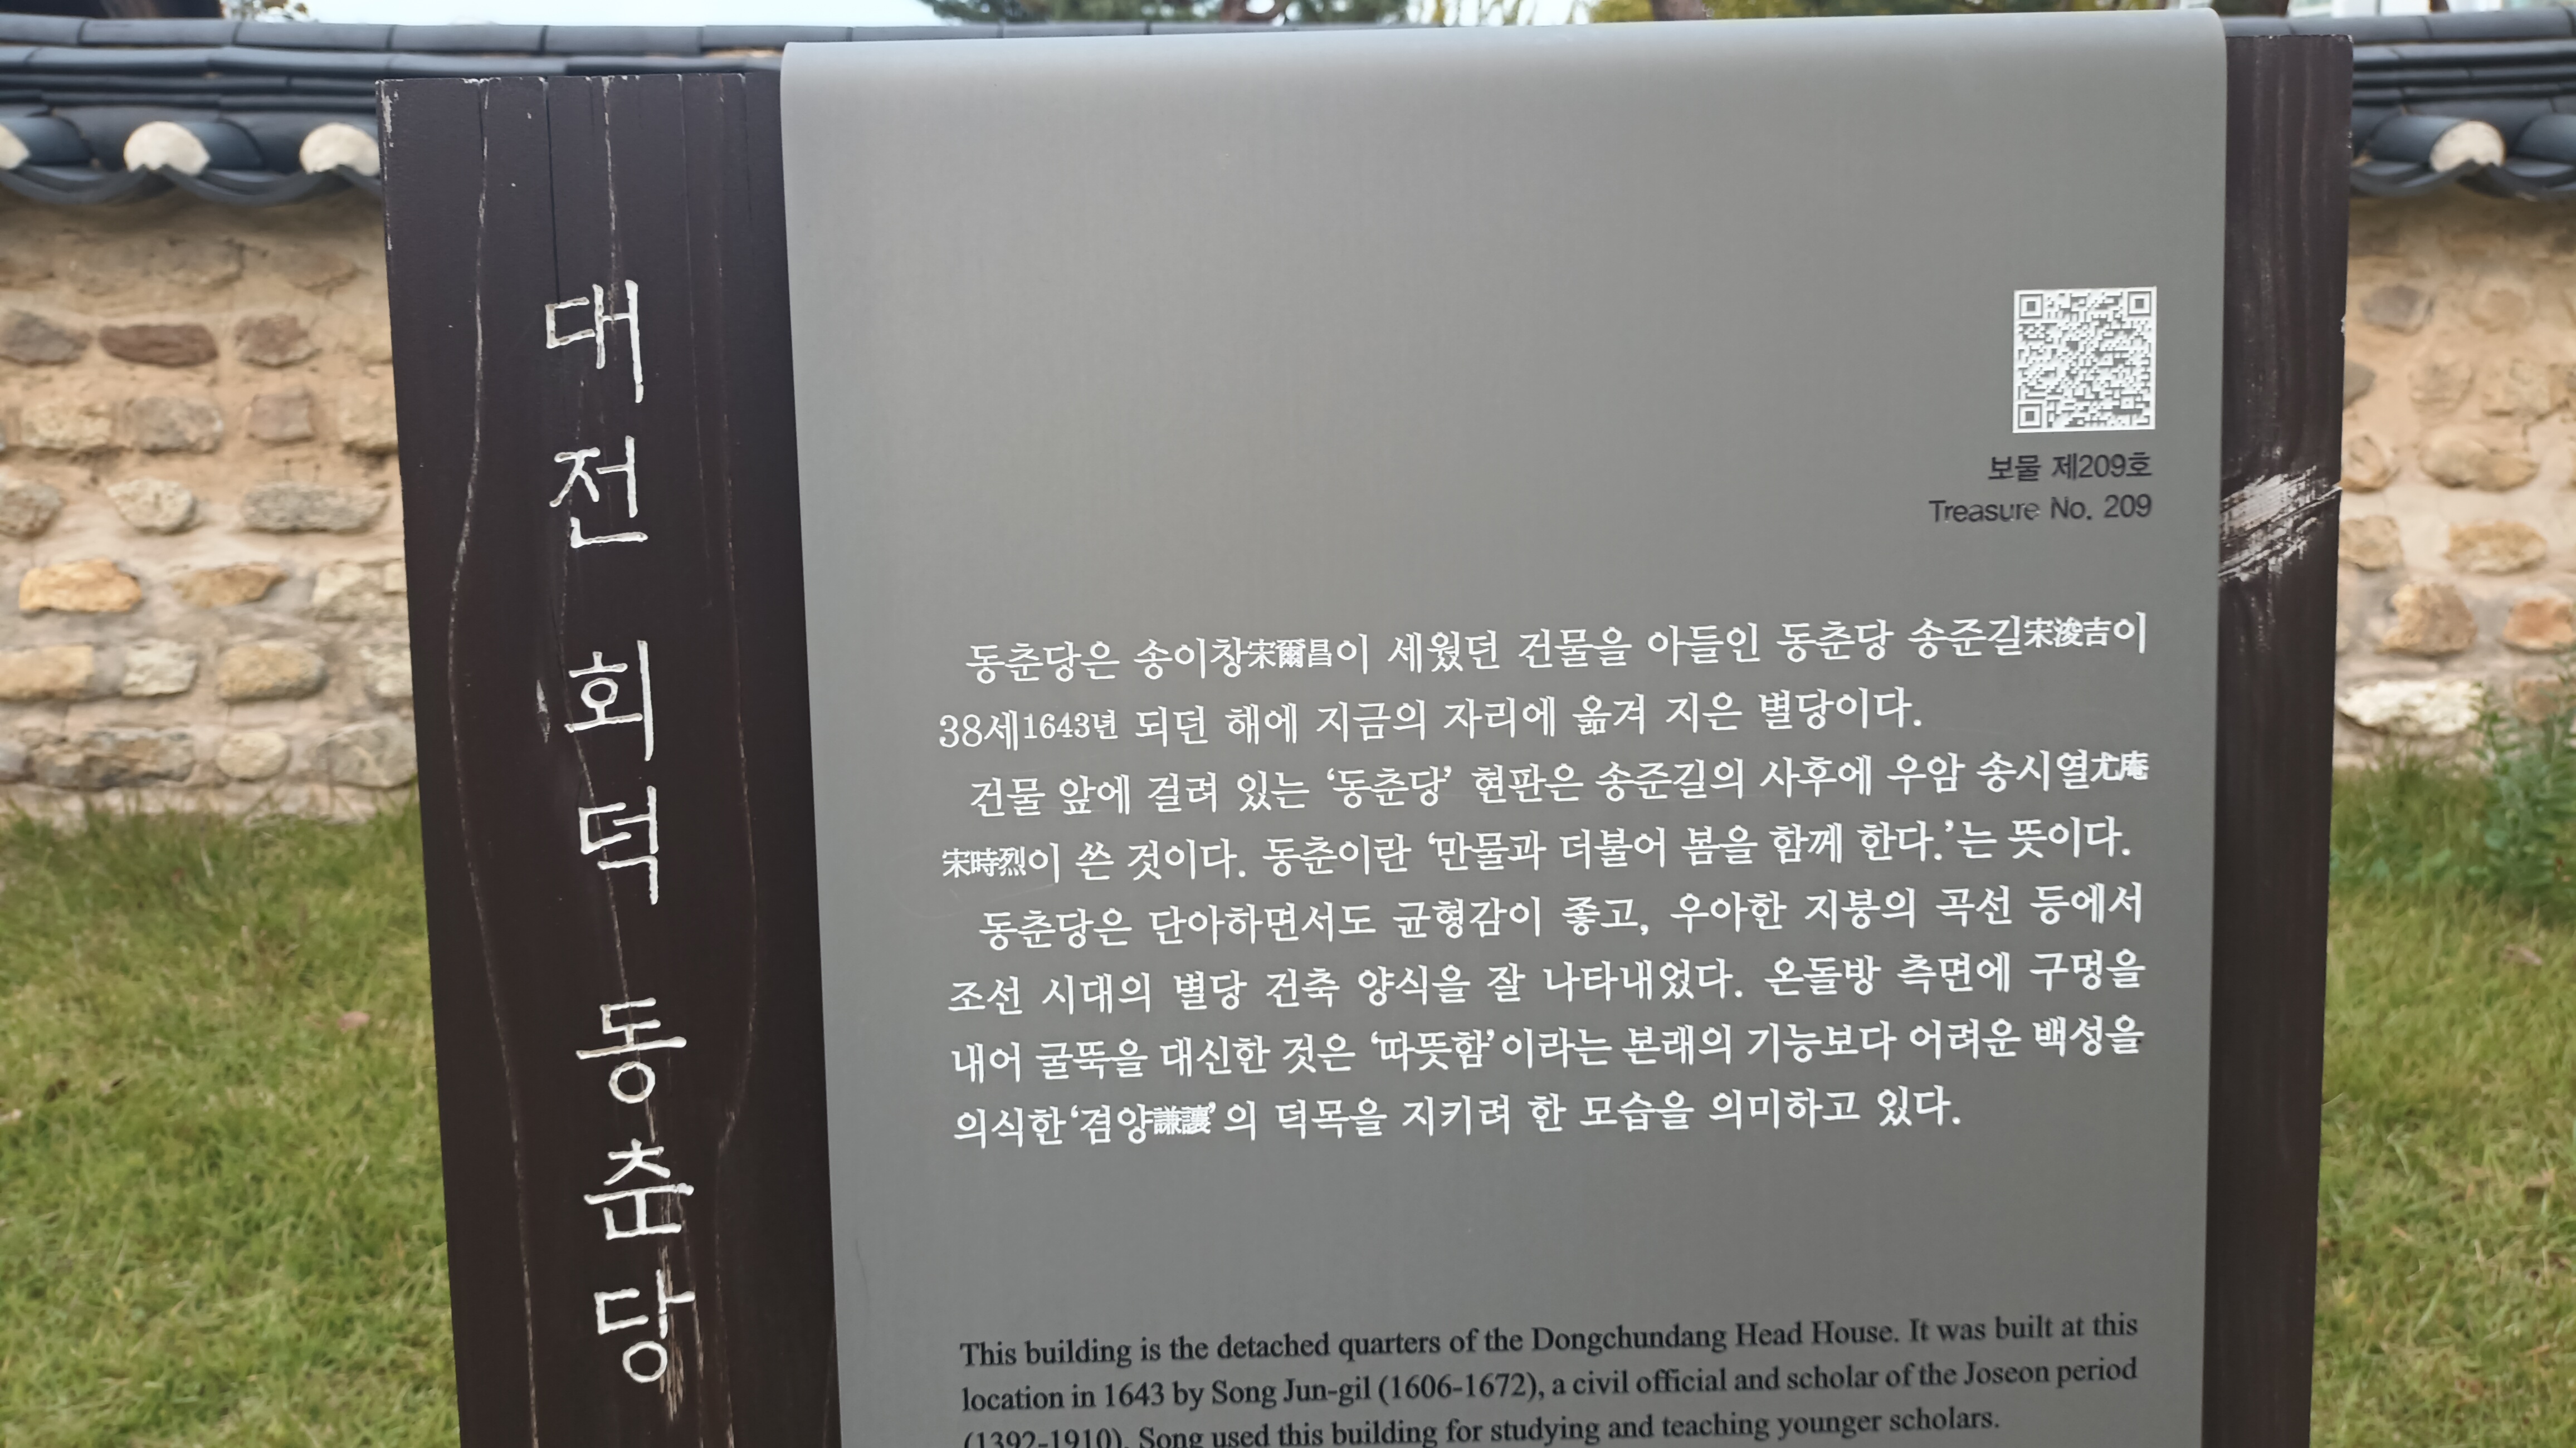 대전 회덕 동춘당
보물 제209호
Treasure No. 209
동춘당은 송이창宋爾昌이 세웠던 건물을 아들인 동춘당 송준길宋浚吉이
38세1643년 되던 해에 지금의 자리에 옮겨 지은 별당이다.
건물 앞에 걸려 있는 ‘동춘당’ 현판은 송준길의 사후에 우암 송시열尤庵
宋時烈이 쓴 것이다. 동춘이란 ‘만물과 더불어 봄을 함께 한다.’는 뜻이다.
동춘당은 단아하면서도 균형감이 좋고, 우아한 지붕의 곡선 등에서
조선 시대의 별당 건축 양식을 잘 나타내었다. 온돌방 측면에 구멍을
내어 굴뚝을 대신한 것은 ‘따뜻함’이라는 본래의 기능보다 어려운 백성을
의식한 ‘겸양謙讓’의 덕목을 지키려 한 모습을 의미하고 있다.
This building is the detached quarters of the Dongchundang Head House. It was built at this
location in 1643 by Song Jun-gil (1606-1672), a civil official and scholar of the Joseon period
(1392-1910). Song used this building for studying and teaching younger scholars.